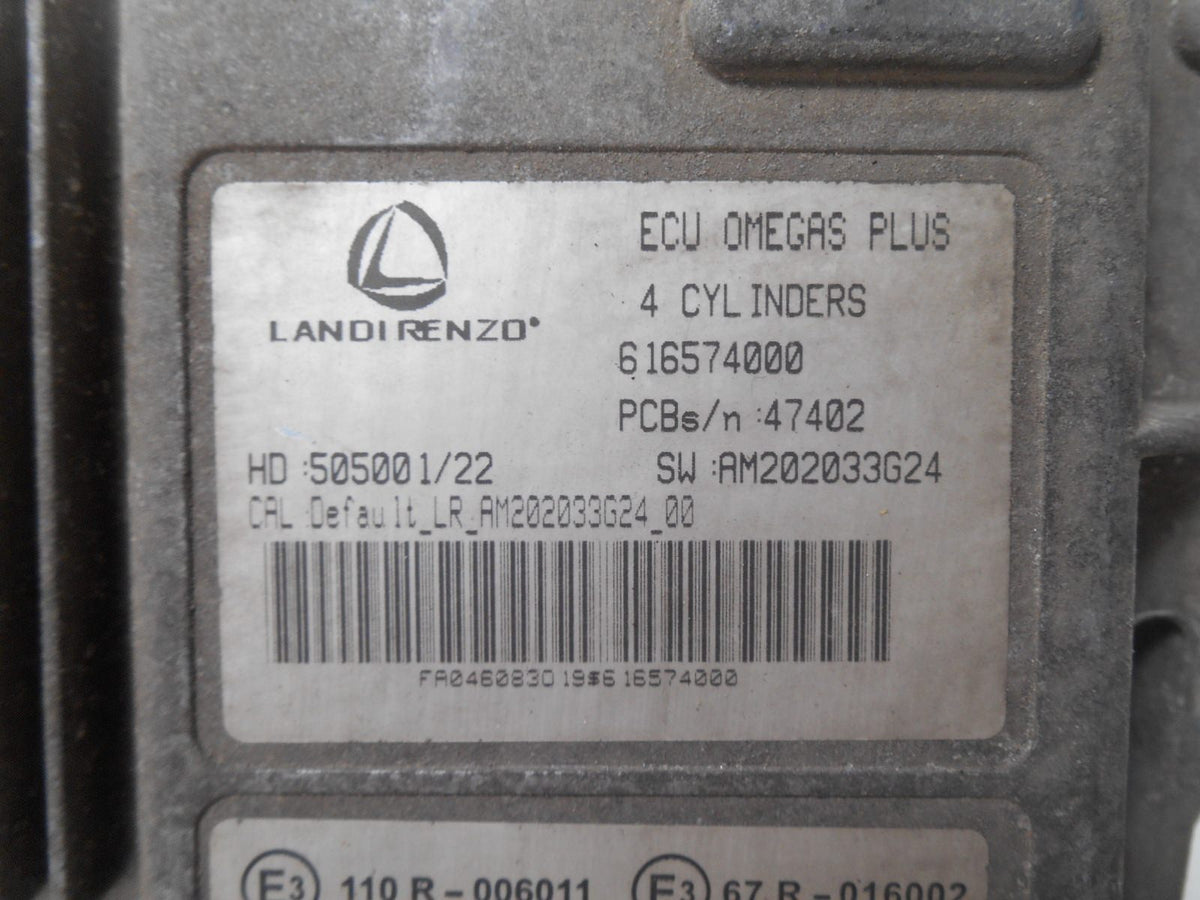 LANDIRENZO®
ECU OMEGAS PLUS
4 CYLINDERS
616574000
PCBs/n :47402
HD :505001/22 SW :AM202033G24
CAL :Default_LR_AM202033G24_00
FA046083019$616574000
E3 110 R-006011 E3 67 R-016002